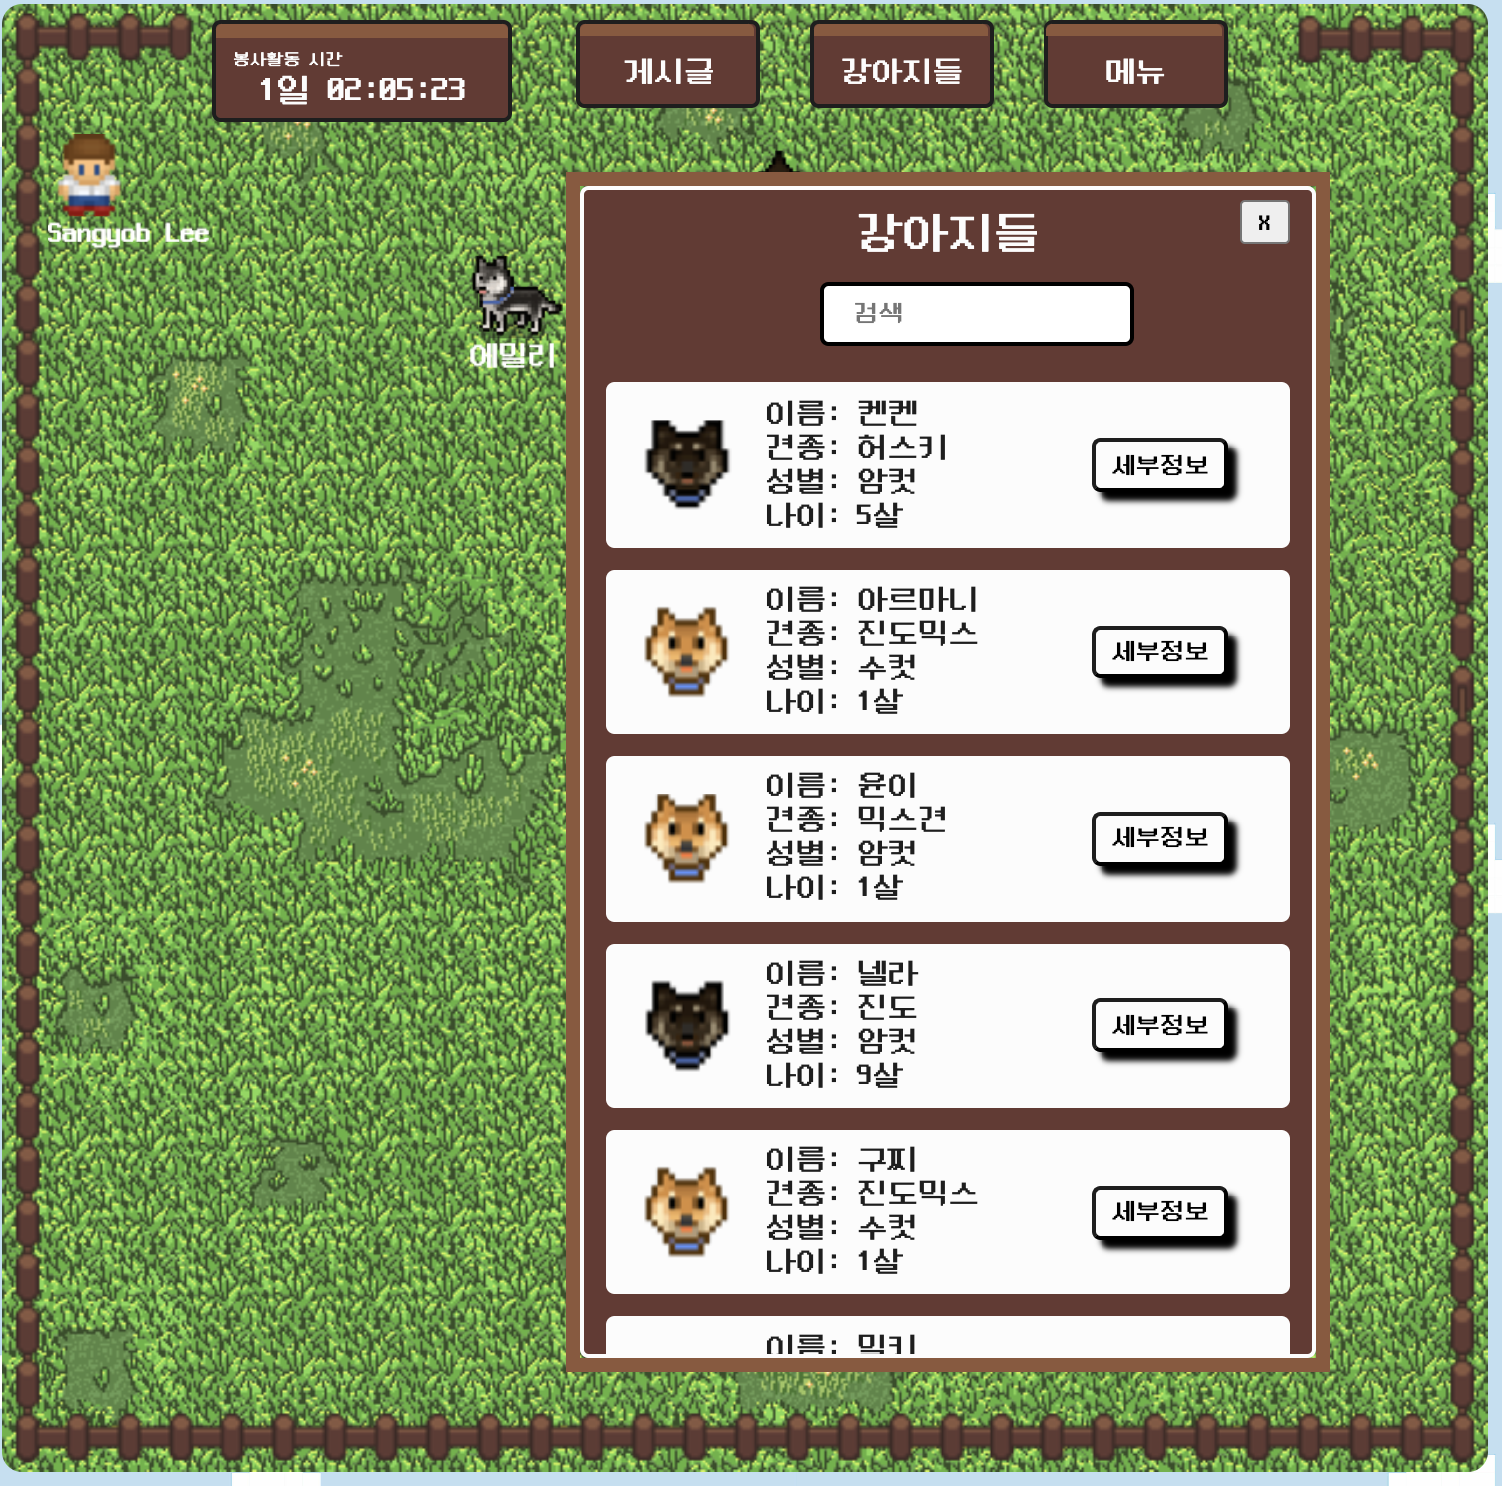 봉사활동 시간
1일 02:05:23
게시글
강아지들
메뉴
Sangyob Lee
에밀리
강아지들
x
검색
이름: 켄켄
견종: 허스키
성별: 암컷
나이: 5살
세부정보
이름: 아르마니
견종: 진도믹스
성별: 수컷
나이: 1살
세부정보
이름: 윤이
견종: 믹스견
성별: 암컷
나이: 1살
세부정보
이름: 넬라
견종: 진도
성별: 암컷
나이: 9살
세부정보
이름: 구찌
견종: 진도믹스
성별: 수컷
나이: 1살
세부정보
이름: 밀키